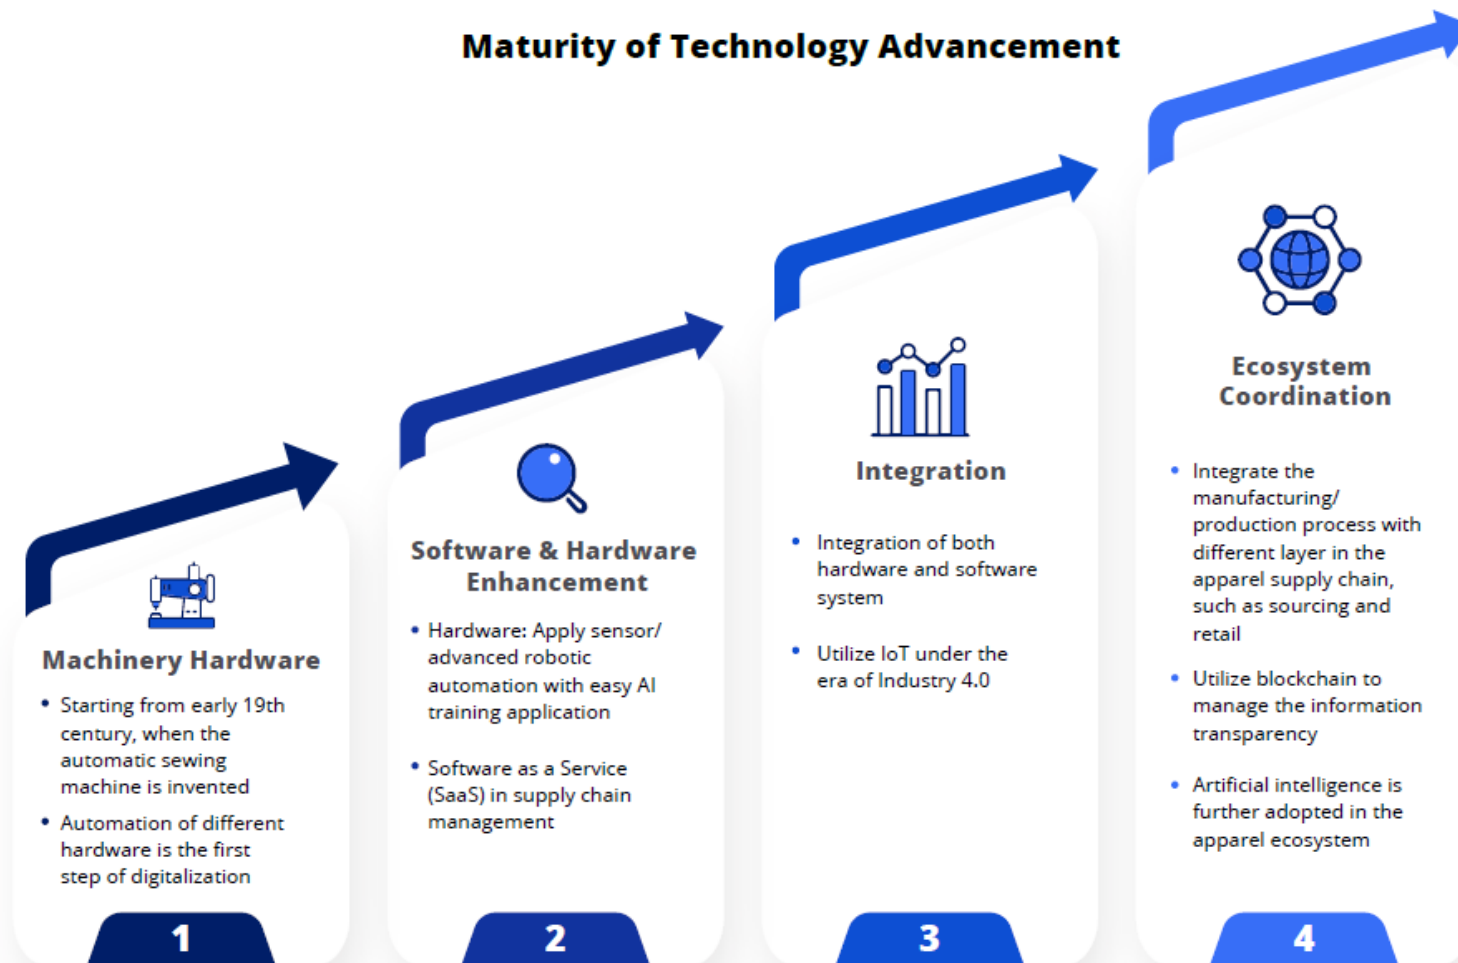 Maturity of Technology Advancement
Machinery Hardware
• Starting from early 19th
century, when the
automatic sewing
machine is invented
• Automation of different
hardware is the first
step of digitalization
1
Software & Hardware
Enhancement
• Hardware: Apply sensor/
advanced robotic
automation with easy AI
training application
• Software as a Service
(SaaS) in supply chain
management
2
Integration
• Integration of both
hardware and software
system
• Utilize IoT under the
era of Industry 4.0
3
Ecosystem
Coordination
• Integrate the
manufacturing/
production process with
different layer in the
apparel supply chain,
such as sourcing and
retail
• Utilize blockchain to
manage the information
transparency
• Artificial intelligence is
further adopted in the
apparel ecosystem
4